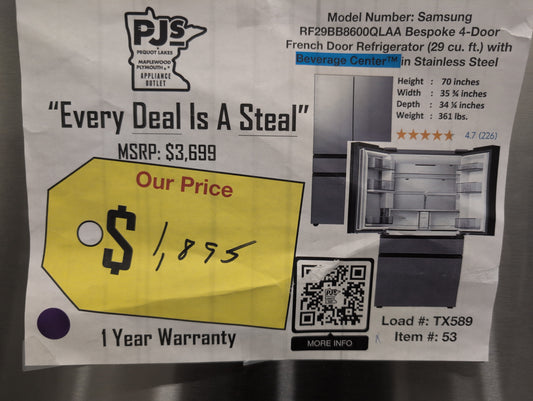 PJ's
of
PEQUOT LAKES
MAPLEWOOD
PLYMOUTH
APPLIANCE
OUTLET
"Every Deal Is A Steal"
MSRP: $3,699
Our Price
$ 1,895
1 Year Warranty
Model Number: Samsung
RF29BB8600QLAA Bespoke 4-Door
French Door Refrigerator (29 cu. ft.) with
Beverage Center™ in Stainless Steel
Height : 70 inches
Width : 35 ¾ inches
Depth : 34 ¼ inches
Weight : 361 lbs.
4.7 (226)
MORE INFO
Load #: TX589
Item #: 53